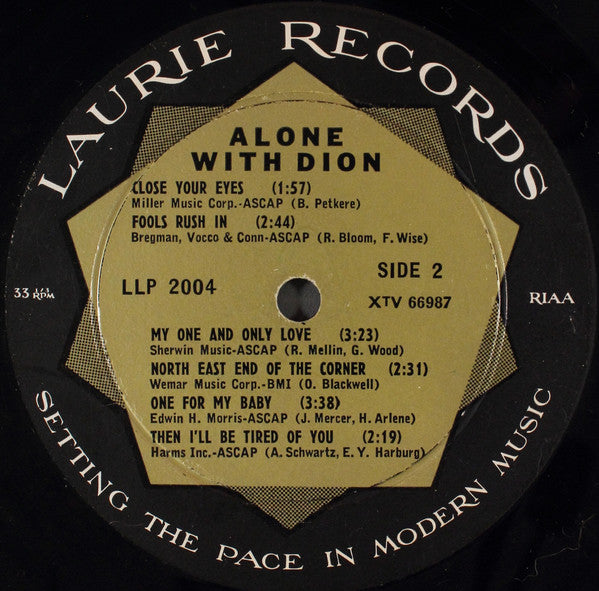 LAURIE RECORDS
ALONE
WITH DION
CLOSE YOUR EYES (1:57)
Miller Music Corp.-ASCAP (B. Petkere)
FOOLS RUSH IN (2:44)
Bregman, Vocco & Conn-ASCAP (R. Bloom, F. Wise)
LLP 2004
SIDE 2
33 1/3 RPM
XTV 66987
RIAA
MY ONE AND ONLY LOVE (3:23)
Sherwin Music-ASCAP (R. Mellin, G. Wood)
NORTH EAST END OF THE CORNER (2:31)
Wemar Music Corp.-BMI (O. Blackwell)
ONE FOR MY BABY (3:38)
Edwin H. Morris-ASCAP (J. Mercer, H. Arlene)
THEN I'LL BE TIRED OF YOU (2:19)
Harms Inc.-ASCAP (A. Schwartz, E. Y. Harburg)
SETTING THE PACE IN MODERN MUSIC